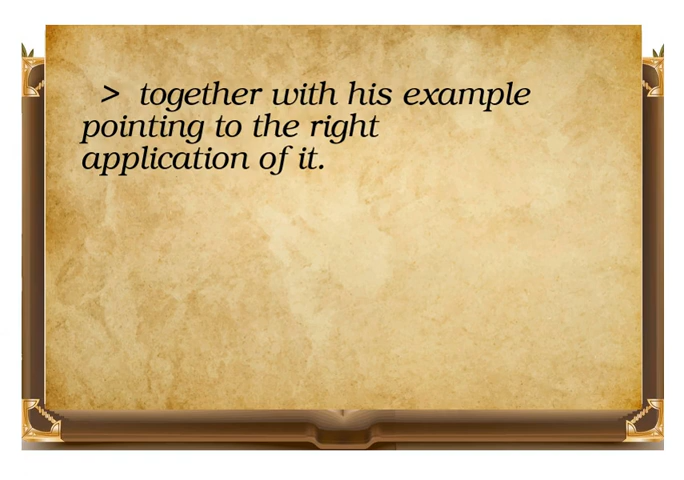 > together with his example
pointing to the right
application of it.